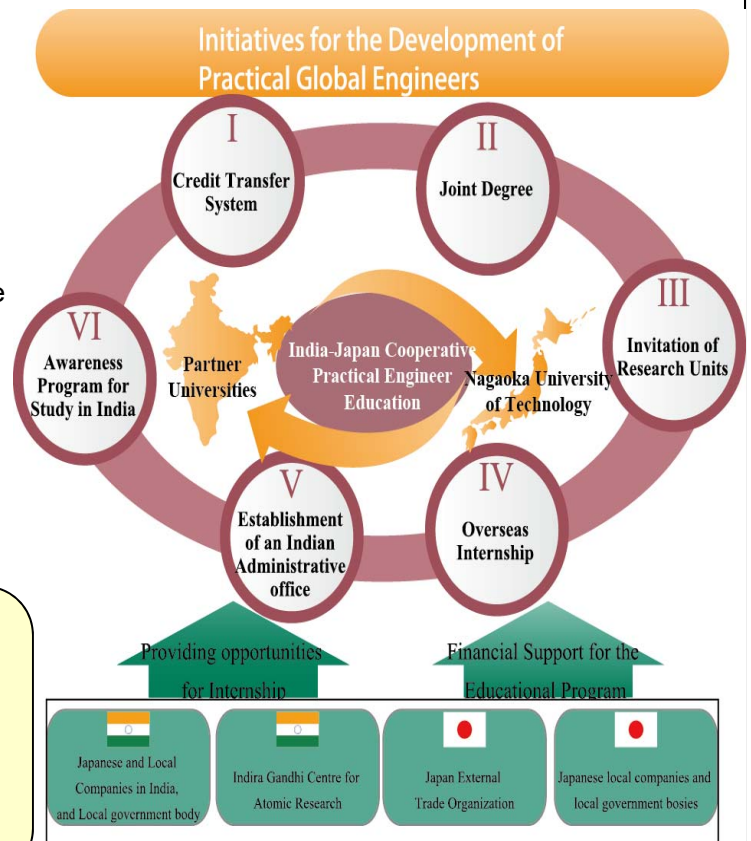 Initiatives for the Development of
Practical Global Engineers
I
Credit Transfer
System
II
Joint Degree
III
Invitation of
Research Units
IV
Overseas
Internship
V
Establishment
of an Indian
Administrative
office
VI
Awareness
Program for
Study in India
Partner
Universities
India-Japan Cooperative
Practical Engineer
Education
Nagaoka University
of Technology
Providing opportunities
for Internship
Financial Support for the
Educational Program
Japanese and Local
Companies in India,
and Local government body
Indira Gandhi Centre for
Atomic Research
Japan External
Trade Organization
Japanese local companies and
local government bosies